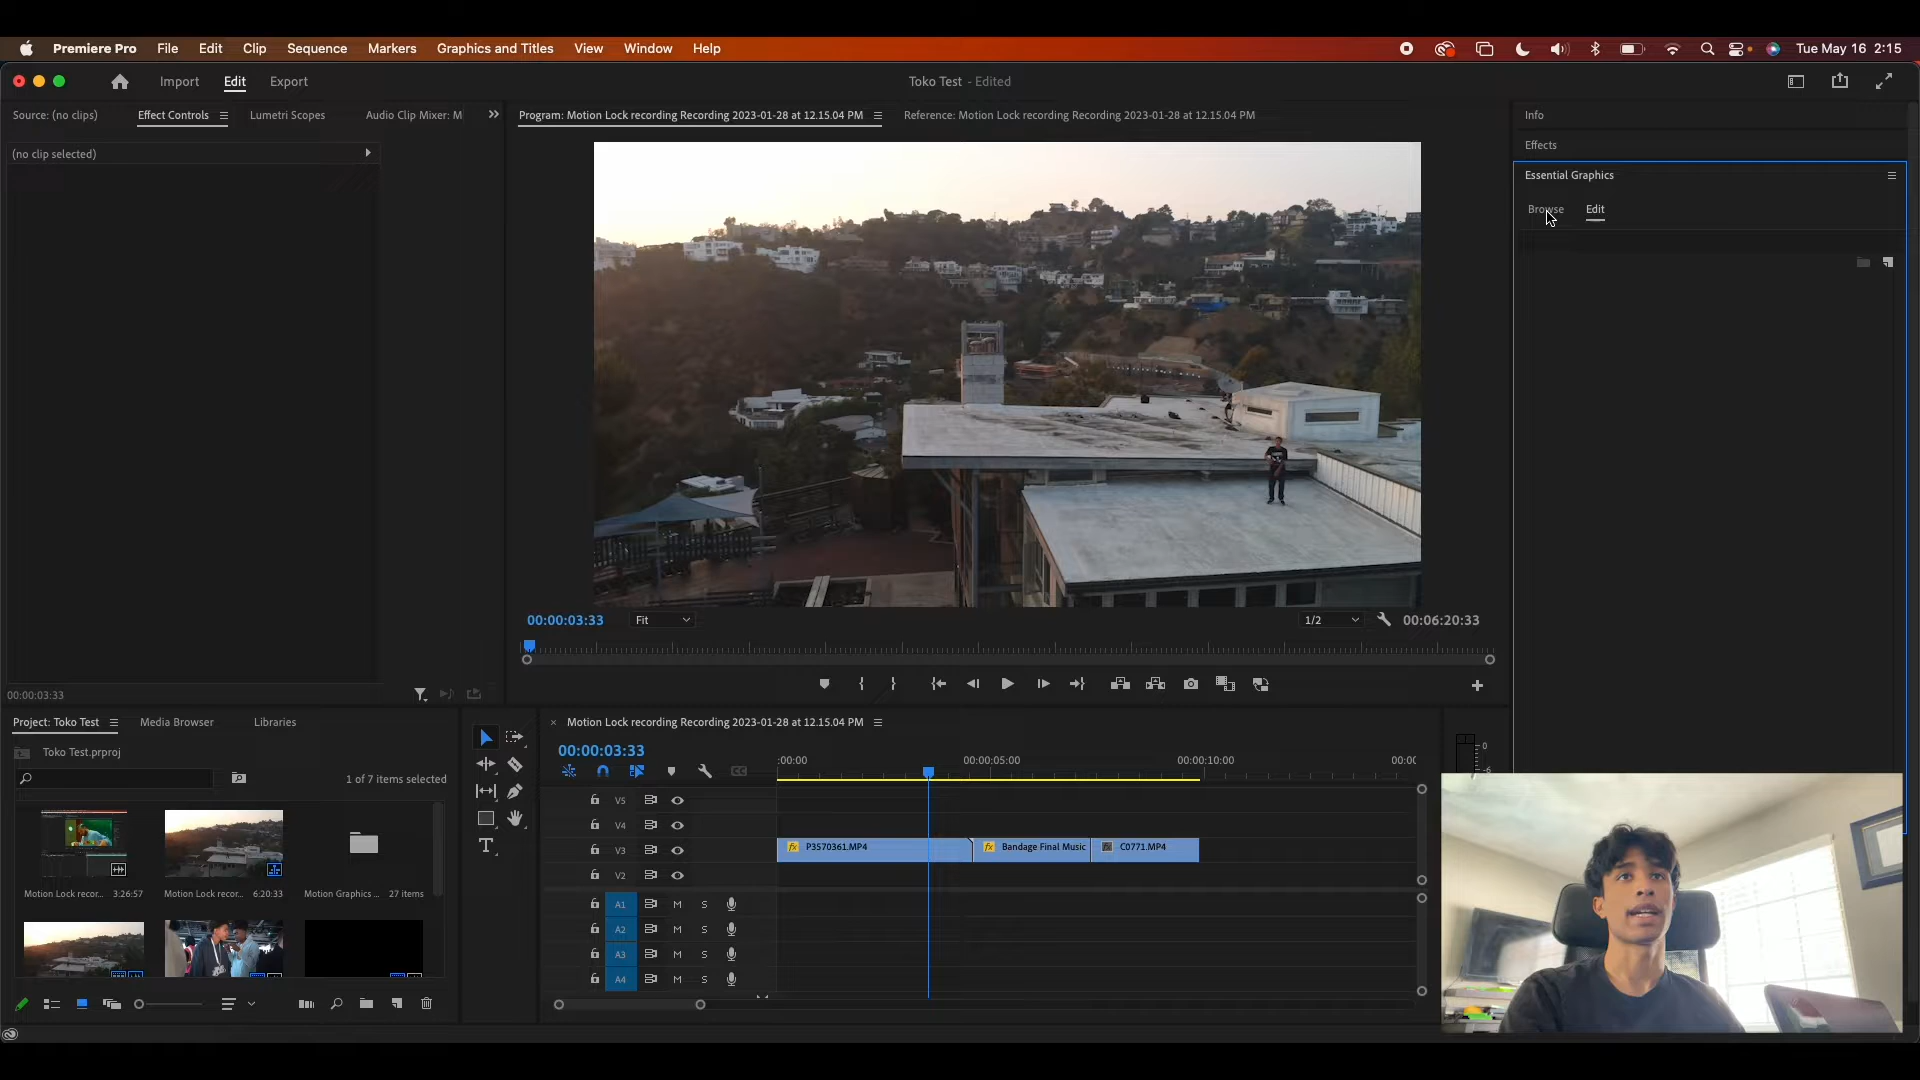 Premiere Pro File Edit Clip Sequence Markers Graphics and Titles View Window Help Tue May 16 2:15
Import Edit Export Toko Test - Edited
Source: (no clips) Effect Controls Lumetri Scopes Audio Clip Mixer: M
(no clip selected)
00:00:03:33
Program: Motion Lock recording Recording 2023-01-28 at 12.15.04 PM Reference: Motion Lock recording Recording 2023-01-28 at 12.15.04 PM
00:00:03:33 Fit 1/2 00:06:20:33
Info
Effects
Essential Graphics
Browse Edit
Project: Toko Test Media Browser Libraries
Toko Test.prproj
1 of 7 items selected
Motion Lock recor... 3:26:57 Motion Lock recor... 6:20:33 Motion Graphics ... 27 items
× Motion Lock recording Recording 2023-01-28 at 12.15.04 PM
00:00:03:33
:00:00 00:00:05:00 00:00:10:00 00:00
V5
V4
V3 fx P3570361.MP4 fx Bandage Final Music fx C0771.MP4
V2
A1 M S
A2 M S
A3 M S
A4 M S
0
-6
T